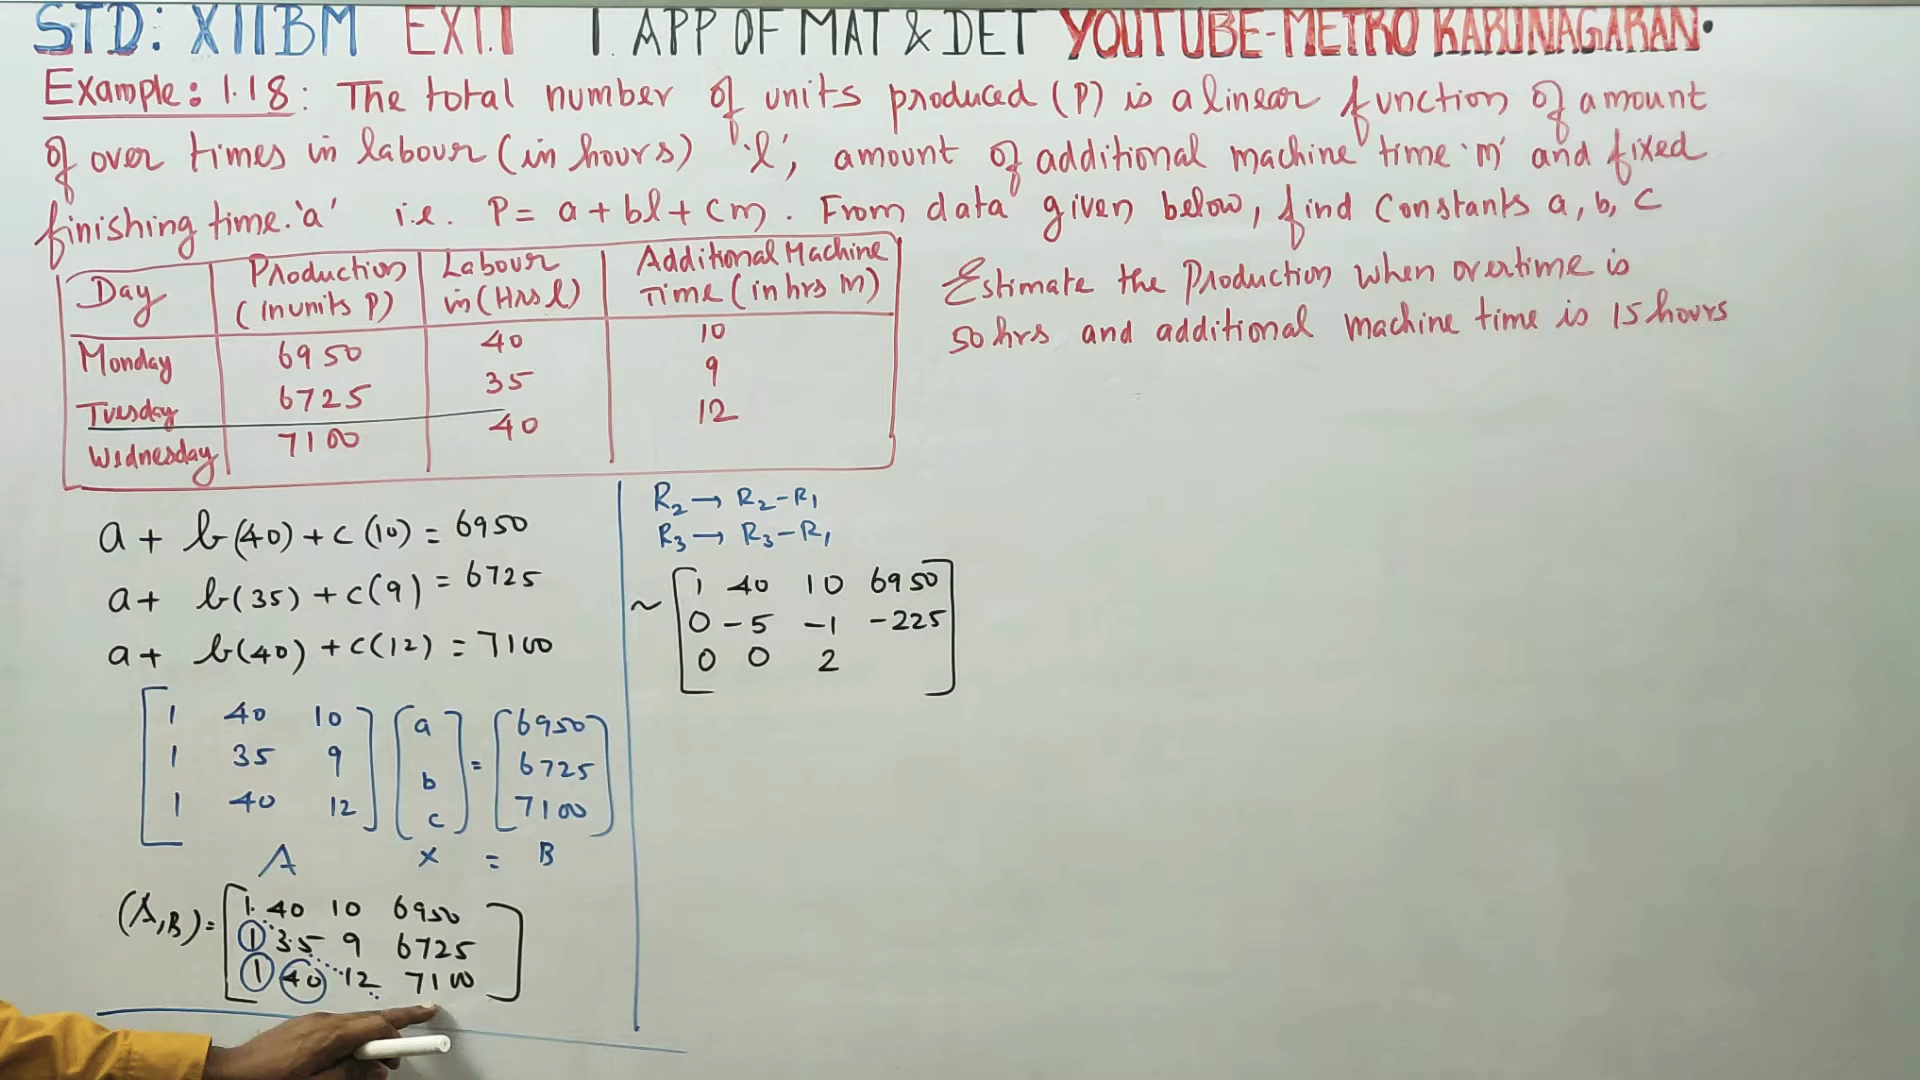 STD: XIIBM EX1.1 1. APP OF MAT & DET YOUTUBE-METRO KARUNAGARAN.
Example: 1.18: The total number of units produced (P) is a linear function of amount
of over times in labour (in hours) 'l', amount of additional machine time 'm' and fixed
finishing time 'a' i.e. P = a + bl + cm. From data given below, find constants a, b, c
Estimate the Production when overtime is
50 hrs and additional machine time is 15 hours
Day Production (in units P) Labour in (Hrs l) Additional Machine Time (in hrs m)
Monday 6950 40 10
Tuesday 6725 35 9
Wednesday 7100 40 12
a + b(40) + c(10) = 6950
a + b(35) + c(9) = 6725
a + b(40) + c(12) = 7100
1 40 10 a 6950
1 35 9 b = 6725
1 40 12 c 7100
A X = B
(A,B) = 1 40 10 6950
1 35 9 6725
1 40 12 7100
R2 → R2-R1
R3 → R3-R1
~ 1 40 10 6950
0 -5 -1 -225
0 0 2